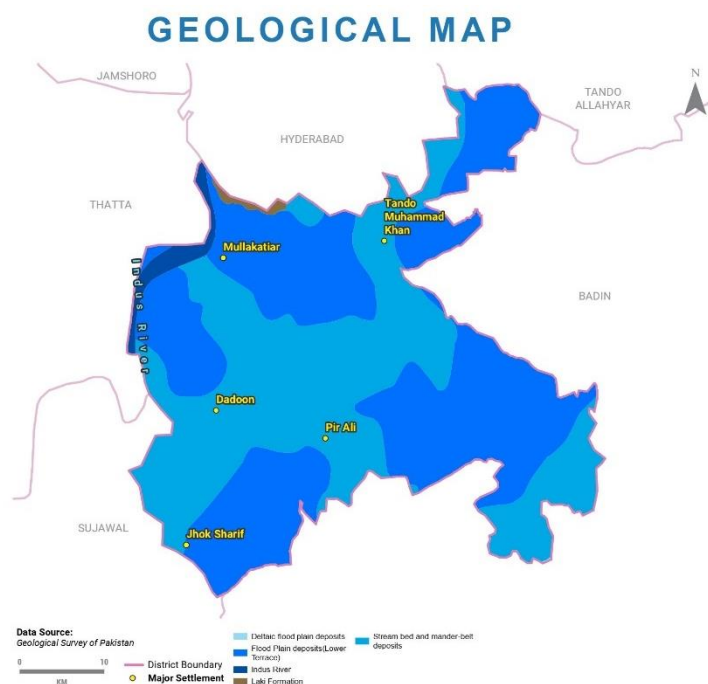 GEOLOGICAL MAP
JAMSHORO
N
TANDO
ALLAHYAR
HYDERABAD
THATTA
Tando
Muhammad
Khan
Mullakatiar
Indus River
BADIN
Dadoon
Pir Ali
SUJAWAL
Jhok Sharif
Data Source:
Geological Survey of Pakistan
0 10
KM
District Boundary
Major Settlement
Deltaic flood plain deposits
Flood Plain deposits(Lower
Terrace)
Indus River
Laki Formation
Stream bed and mander-belt
deposits